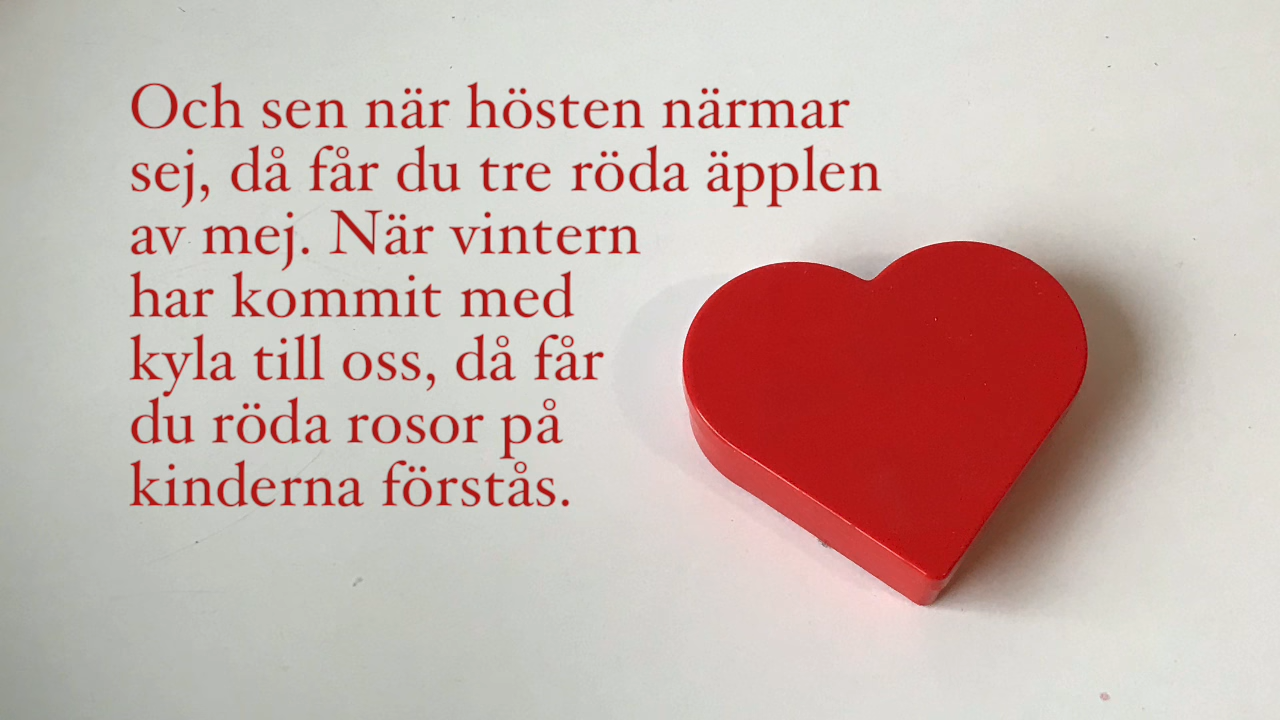 Och sen när hösten närmar
sej, då får du tre röda äpplen
av mej. När vintern
har kommit med
kyla till oss, då får
du röda rosor på
kinderna förstås.